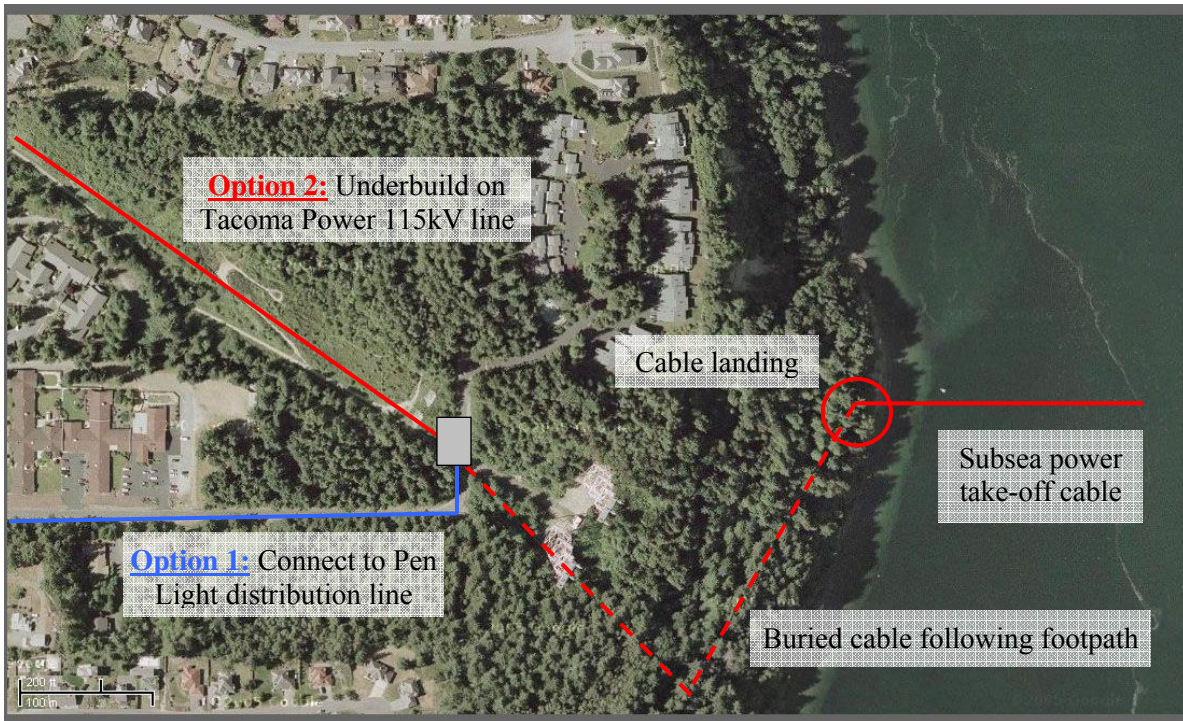 Option 2: Underbuild on
Tacoma Power 115kV line
Cable landing
Subsea power
take-off cable
Option 1: Connect to Pen
Light distribution line
Buried cable following footpath
200 ft
100 m